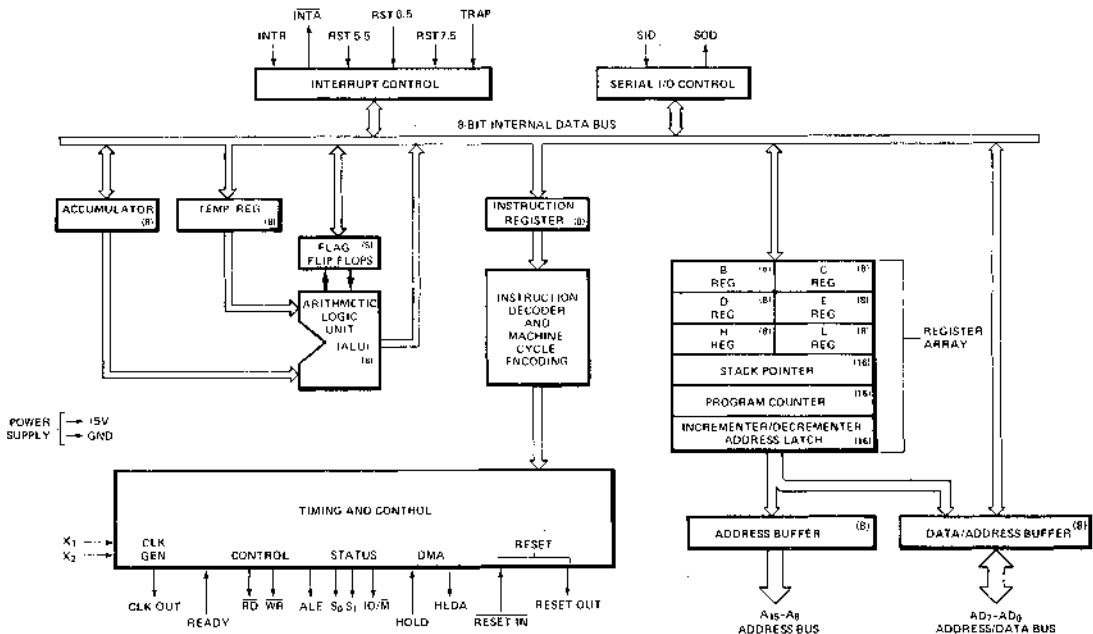 INTA
RST 6.5
TRAP
INTR
RST 5.5
RST 7.5
SID
SOD
INTERRUPT CONTROL
SERIAL I/O CONTROL
8-BIT INTERNAL DATA BUS
ACCUMULATOR (8)
TEMP. REG. (8)
INSTRUCTION
REGISTER (8)
FLAG (5)
FLIP FLOPS
ARITHMETIC
LOGIC
UNIT
(ALU)
(8)
INSTRUCTION
DECODER
AND
MACHINE
CYCLE
ENCODING
B (8)
REG
C (8)
REG
D (8)
REG
E (8)
REG
H (8)
REG
L (8)
REG
STACK POINTER (16)
PROGRAM COUNTER (16)
INCREMENTER/DECREMENTER
ADDRESS LATCH (16)
REGISTER
ARRAY
POWER
SUPPLY
+5V
GND
TIMING AND CONTROL
X1
X2
CLK
GEN
CONTROL
STATUS
DMA
RESET
CLK OUT
READY
RD
WR
ALE
S0
S1
IO/M
HOLD
HLDA
RESET IN
RESET OUT
ADDRESS BUFFER (8)
DATA/ADDRESS BUFFER (8)
A15-A8
ADDRESS BUS
AD7-AD0
ADDRESS/DATA BUS